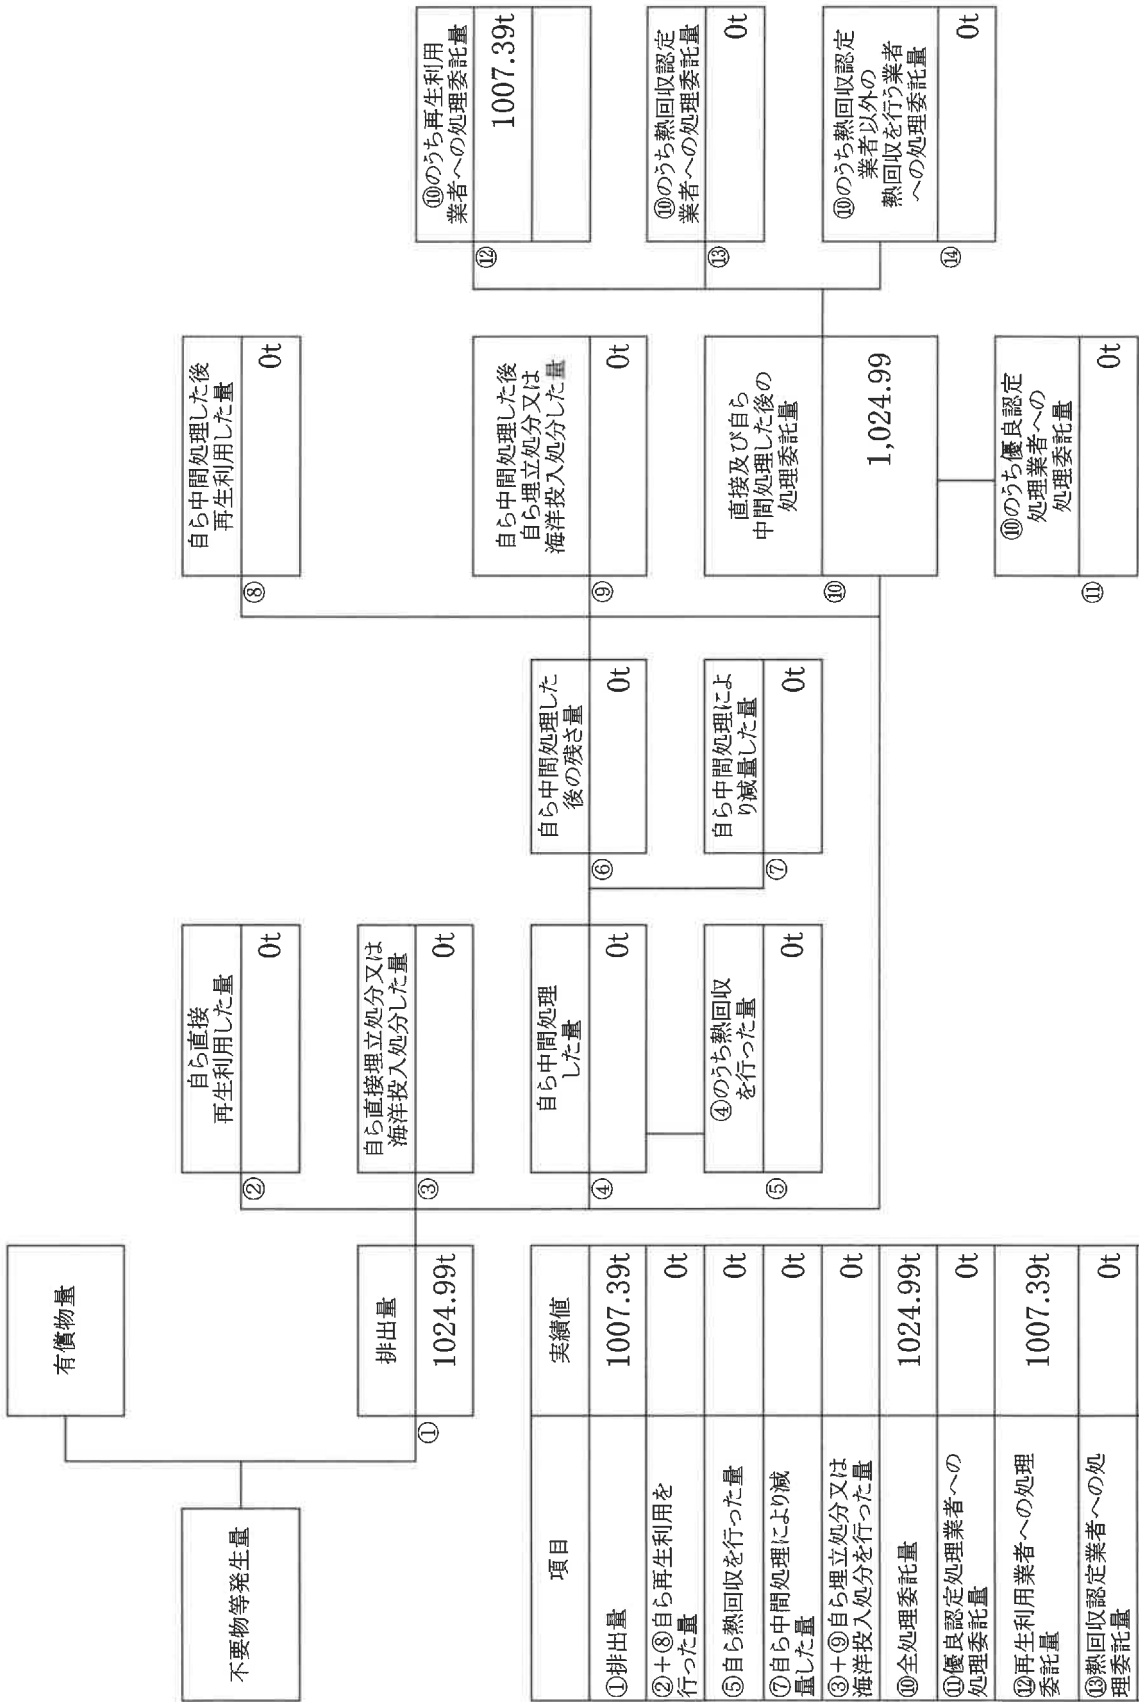 有償物量
不要物等発生量
①
排出量
1024.99t
②
自ら直接
再生利用した量
0t
③
自ら直接埋立処分又は
海洋投入処分した量
0t
④
自ら中間処理
した量
0t
⑤
④のうち熱回収
を行った量
0t
⑥
自ら中間処理した
後の残さ量
0t
⑦
自ら中間処理によ
り減量した量
0t
⑧
自ら中間処理した後
再生利用した量
0t
⑨
自ら中間処理した後
自ら埋立処分又は
海洋投入処分した量
0t
⑩
直接及び自ら
中間処理した後の
処理委託量
1,024.99
⑪
⑩のうち優良認定
処理業者への
処理委託量
0t
⑫
⑩のうち再生利用
業者への処理委託量
1007.39t
⑬
⑩のうち熱回収認定
業者への処理委託量
0t
⑭
⑩のうち熱回収認定
業者以外の
熱回収を行う業者
への処理委託量
0t
項目 実績値
①排出量 1007.39t
②+⑧自ら再生利用を
行った量 0t
⑤自ら熱回収を行った量 0t
⑦自ら中間処理により減
量した量 0t
③+⑨自ら埋立処分又は
海洋投入処分を行った量 0t
⑩全処理委託量 1024.99t
⑪優良認定処理業者への
処理委託量 0t
⑫再生利用業者への処理
委託量 1007.39t
⑬熱回収認定業者への処
理委託量 0t